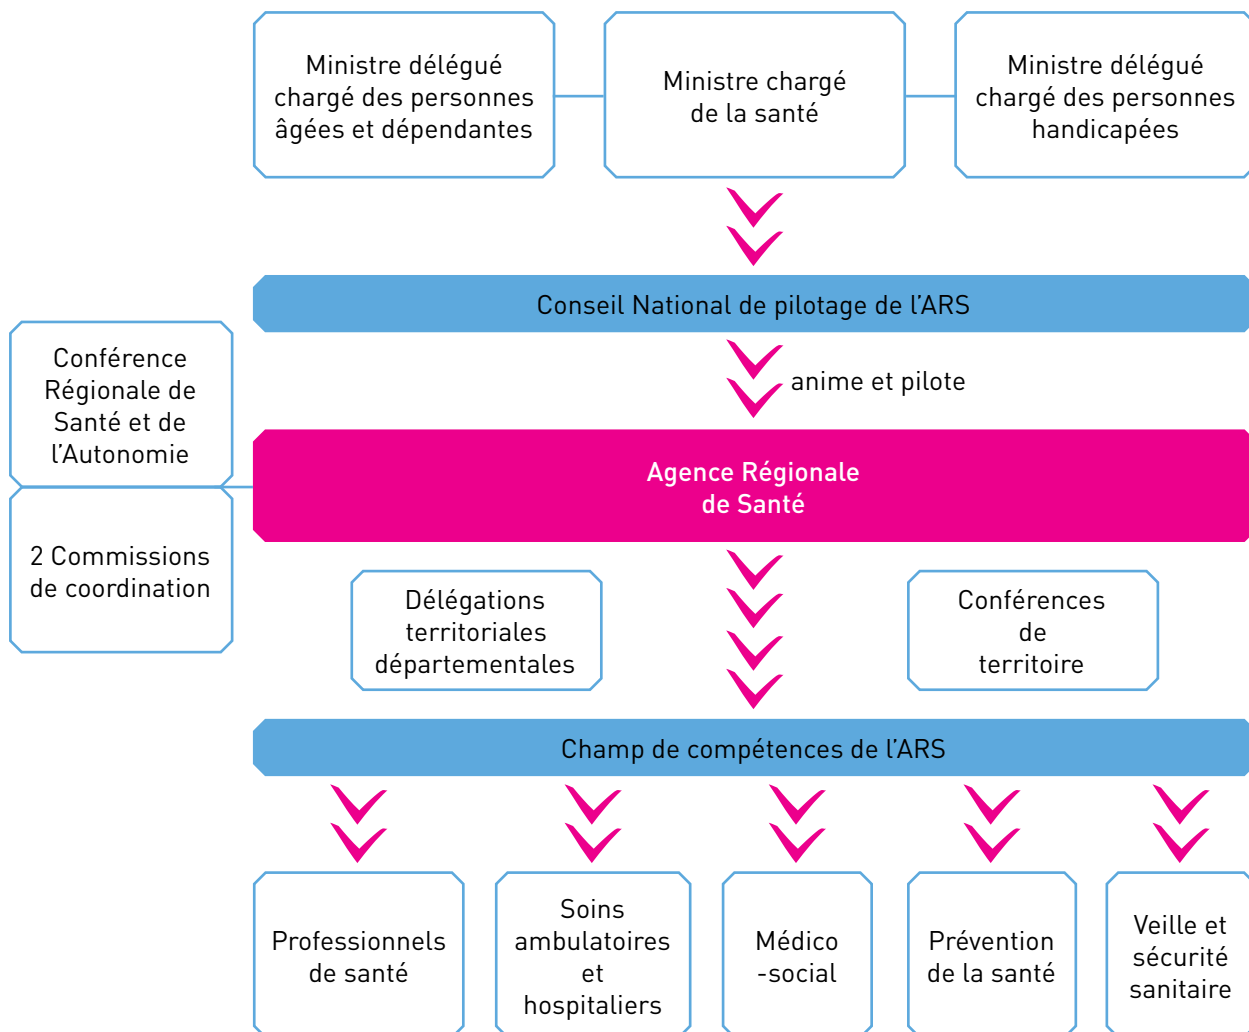 Ministre délégué
chargé des personnes
âgées et dépendantes
Ministre chargé
de la santé
Ministre délégué
chargé des personnes
handicapées
Conseil National de pilotage de l’ARS
anime et pilote
Conférence
Régionale de
Santé et de
l’Autonomie
2 Commissions
de coordination
Agence Régionale
de Santé
Délégations
territoriales
départementales
Conférences
de
territoire
Champ de compétences de l’ARS
Professionnels
de santé
Soins
ambulatoires
et
hospitaliers
Médico
-social
Prévention
de la santé
Veille et
sécurité
sanitaire